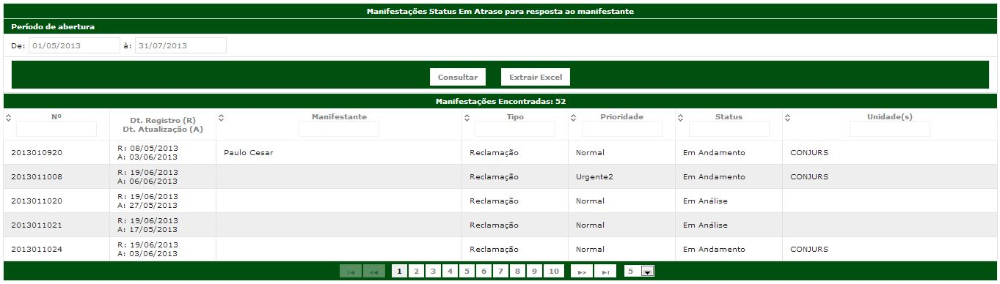 Manifestações Status Em Atraso para resposta ao manifestante
Período de abertura
De: 01/05/2013 à: 31/07/2013
Consultar Extrair Excel
Manifestações Encontradas: 52
Nº Dt. Registro (R) Manifestante Tipo Prioridade Status Unidade(s)
Dt. Atualização (A)
2013010920 R: 08/05/2013 Paulo Cesar Reclamação Normal Em Andamento CONJURS
A: 03/06/2013
2013011008 R: 19/06/2013 Reclamação Urgente2 Em Andamento CONJURS
A: 06/06/2013
2013011020 R: 19/06/2013 Reclamação Normal Em Análise
A: 27/05/2013
2013011021 R: 19/06/2013 Reclamação Normal Em Análise
A: 17/05/2013
2013011024 R: 19/06/2013 Reclamação Normal Em Andamento CONJURS
A: 03/06/2013
1 2 3 4 5 6 7 8 9 10 5